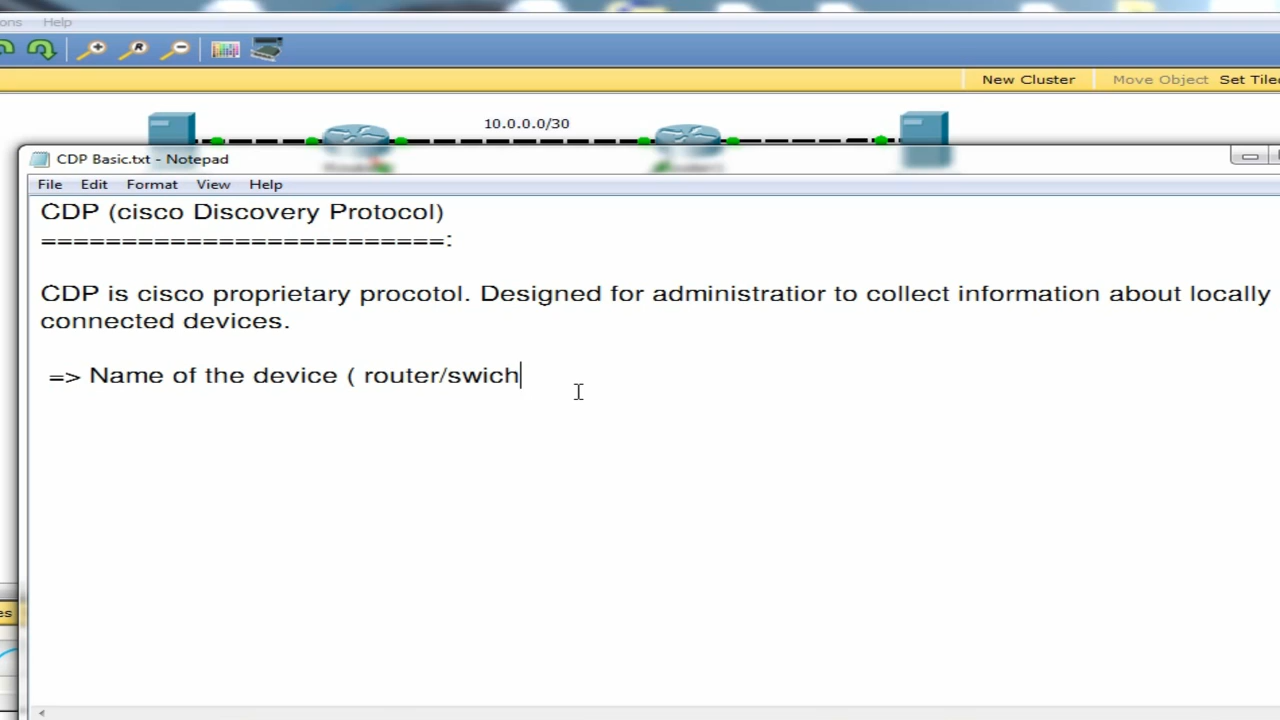 ons Help
New Cluster Move Object Set Tile
10.0.0.0/30
CDP Basic.txt - Notepad
File Edit Format View Help
CDP (cisco Discovery Protocol)
=========================:
CDP is cisco proprietary procotol. Designed for administratior to collect information about locally
connected devices.
=> Name of the device ( router/swich
es